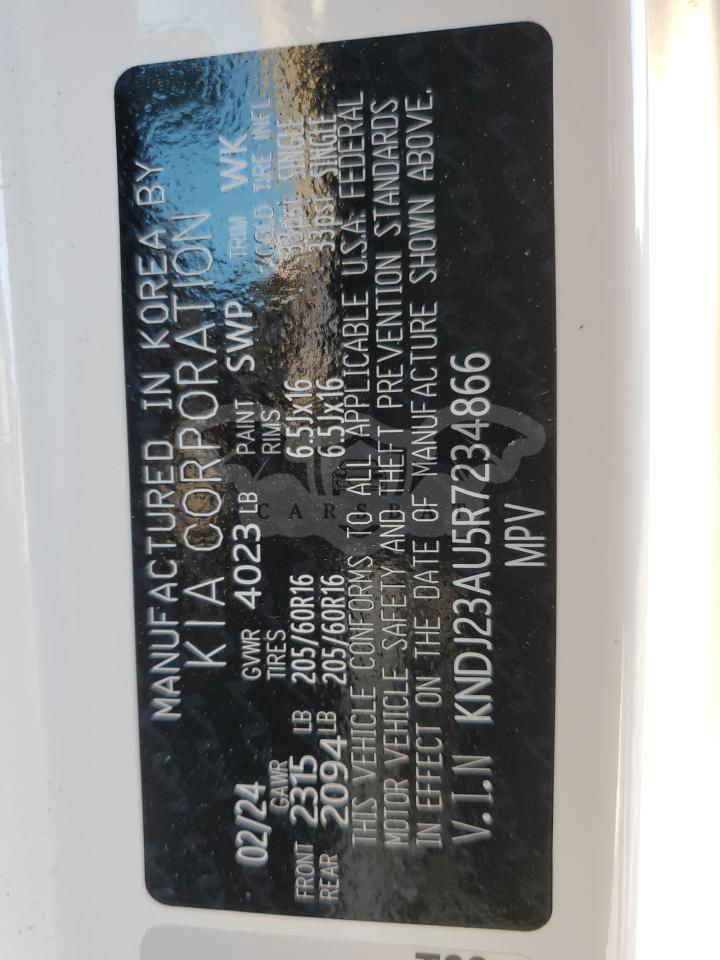 MANUFACTURED IN KOREA BY
KIA CORPORATION
02/24 GVWR 4023 LB PAINT SWP TRIM WK
GAWR TIRES RIMS COLD TIRE INFL
FRONT 2315 LB 205/60R16 6.5JX16 33PSI SINGLE
REAR 2094 LB 205/60R16 6.5JX16 33PSI SINGLE
THIS VEHICLE CONFORMS TO ALL APPLICABLE U.S.A. FEDERAL
MOTOR VEHICLE SAFETY AND THEFT PREVENTION STANDARDS
IN EFFECT ON THE DATE OF MANUFACTURE SHOWN ABOVE.
V.I.N KNDJ23AU5R7234866
MPV